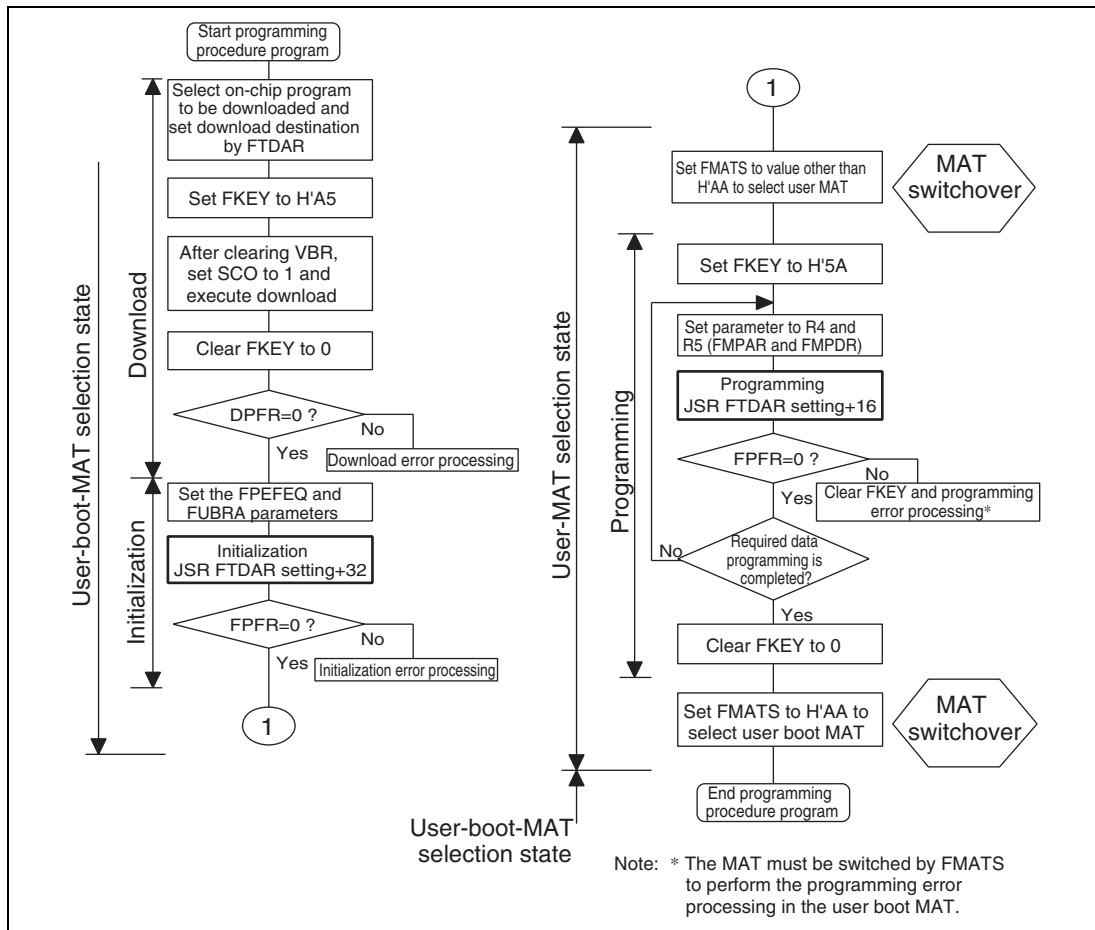 Start programming
procedure program
Select on-chip program
to be downloaded and
set download destination
by FTDAR
Set FKEY to H'A5
After clearing VBR,
set SCO to 1 and
execute download
Clear FKEY to 0
DPFR=0 ?
No
Yes
Download error processing
Set the FPEFEQ and
FUBRA parameters
Initialization
JSR FTDAR setting+32
FPFR=0 ?
No
Yes
Initialization error processing
1
Download
Initialization
User-boot-MAT selection state
1
Set FMATS to value other than
H'AA to select user MAT
MAT
switchover
Set FKEY to H'5A
Set parameter to R4 and
R5 (FMPAR and FMPDR)
Programming
JSR FTDAR setting+16
FPFR=0 ?
No
Yes
Clear FKEY and programming
error processing*
Required data
programming is
completed?
No
Yes
Clear FKEY to 0
Set FMATS to H'AA to
select user boot MAT
MAT
switchover
End programming
procedure program
Programming
User-MAT selection state
User-boot-MAT
selection state
Note: * The MAT must be switched by FMATS
to perform the programming error
processing in the user boot MAT.